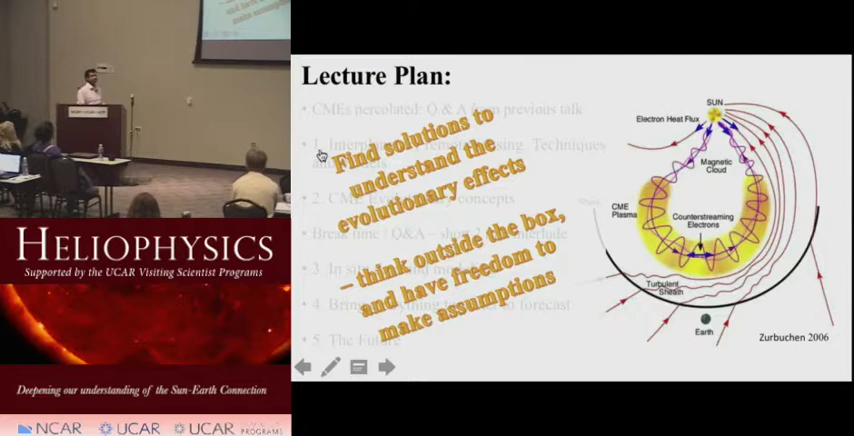 Lecture Plan:
• CMEs percolated: Q & A from previous talk
• 1. Interplanetary remote sensing. Techniques
• 2. CME Evolutionary concepts
Break time / Q&A –
• 3. In situ
• 4. Bring everything to forecast
• 5. The Future
Find solutions to
understand the
evolutionary effects
– think outside the box,
and have freedom to
make assumptions
SUN
Electron Heat Flux
Magnetic
Cloud
CME
Plasma
Counterstreaming
Electrons
Turbulent
Sheath
Earth
Zurbuchen 2006
HELIOPHYSICS
Supported by the UCAR Visiting Scientist Programs
Deepening our understanding of the Sun-Earth Connection
NCAR
UCAR
UCAR
PROGRAMS